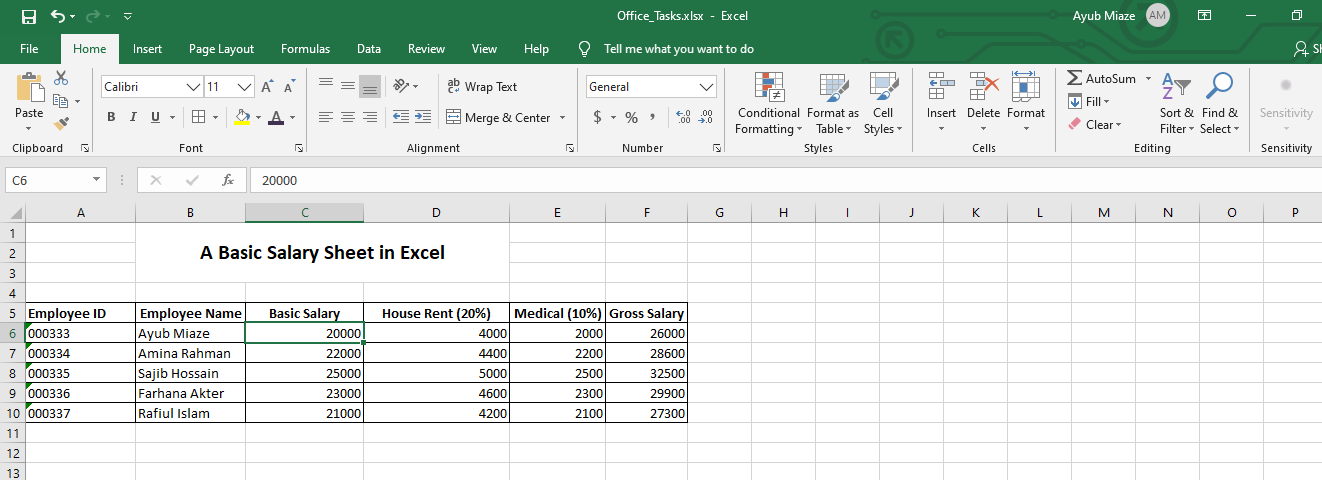 Office_Tasks.xlsx - Excel
Ayub Miaze AM
File Home Insert Page Layout Formulas Data Review View Help Tell me what you want to do
Calibri 11 A A ab Wrap Text General Conditional Format as Cell Insert Delete Format AutoSum Sort & Find & Sensitivity
Paste B I U A Merge & Center $ % , Formatting Table Styles Fill Filter Select
Clear
Clipboard Font Alignment Number Styles Cells Editing Sensitivity
C6 fx 20000
A B C D E F G H I J K L M N O P
1
2 A Basic Salary Sheet in Excel
3
4
5 Employee ID Employee Name Basic Salary House Rent (20%) Medical (10%) Gross Salary
6 000333 Ayub Miaze 20000 4000 2000 26000
7 000334 Amina Rahman 22000 4400 2200 28600
8 000335 Sajib Hossain 25000 5000 2500 32500
9 000336 Farhana Akter 23000 4600 2300 29900
10 000337 Rafiul Islam 21000 4200 2100 27300
11
12
13